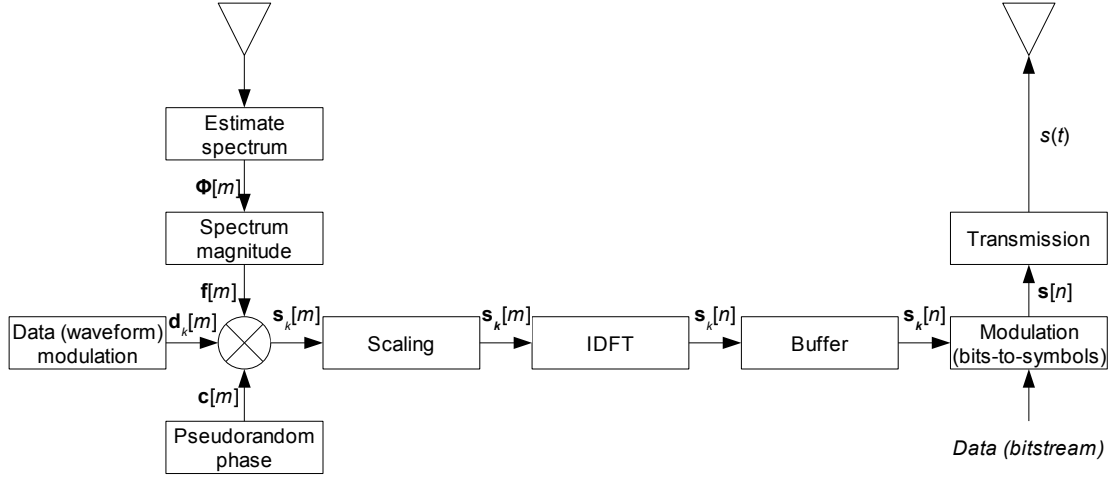 Estimate
spectrum
Φ[m]
Spectrum
magnitude
f[m]
Data (waveform)
modulation
d_k[m]
c[m]
Pseudorandom
phase
s_k[m]
Scaling
s_k[m]
IDFT
s_k[n]
Buffer
s_k[n]
Modulation
(bits-to-symbols)
Data (bitstream)
s[n]
Transmission
s(t)